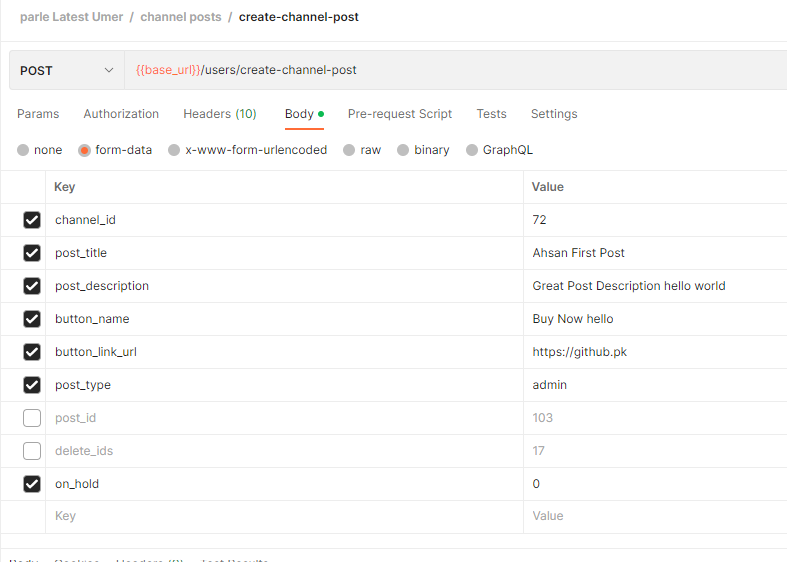 parle Latest Umer / channel posts / create-channel-post
POST {{base_url}}/users/create-channel-post
Params Authorization Headers (10) Body Pre-request Script Tests Settings
none form-data x-www-form-urlencoded raw binary GraphQL
Key Value
channel_id 72
post_title Ahsan First Post
post_description Great Post Description hello world
button_name Buy Now hello
button_link_url https://github.pk
post_type admin
post_id 103
delete_ids 17
on_hold 0
Key Value